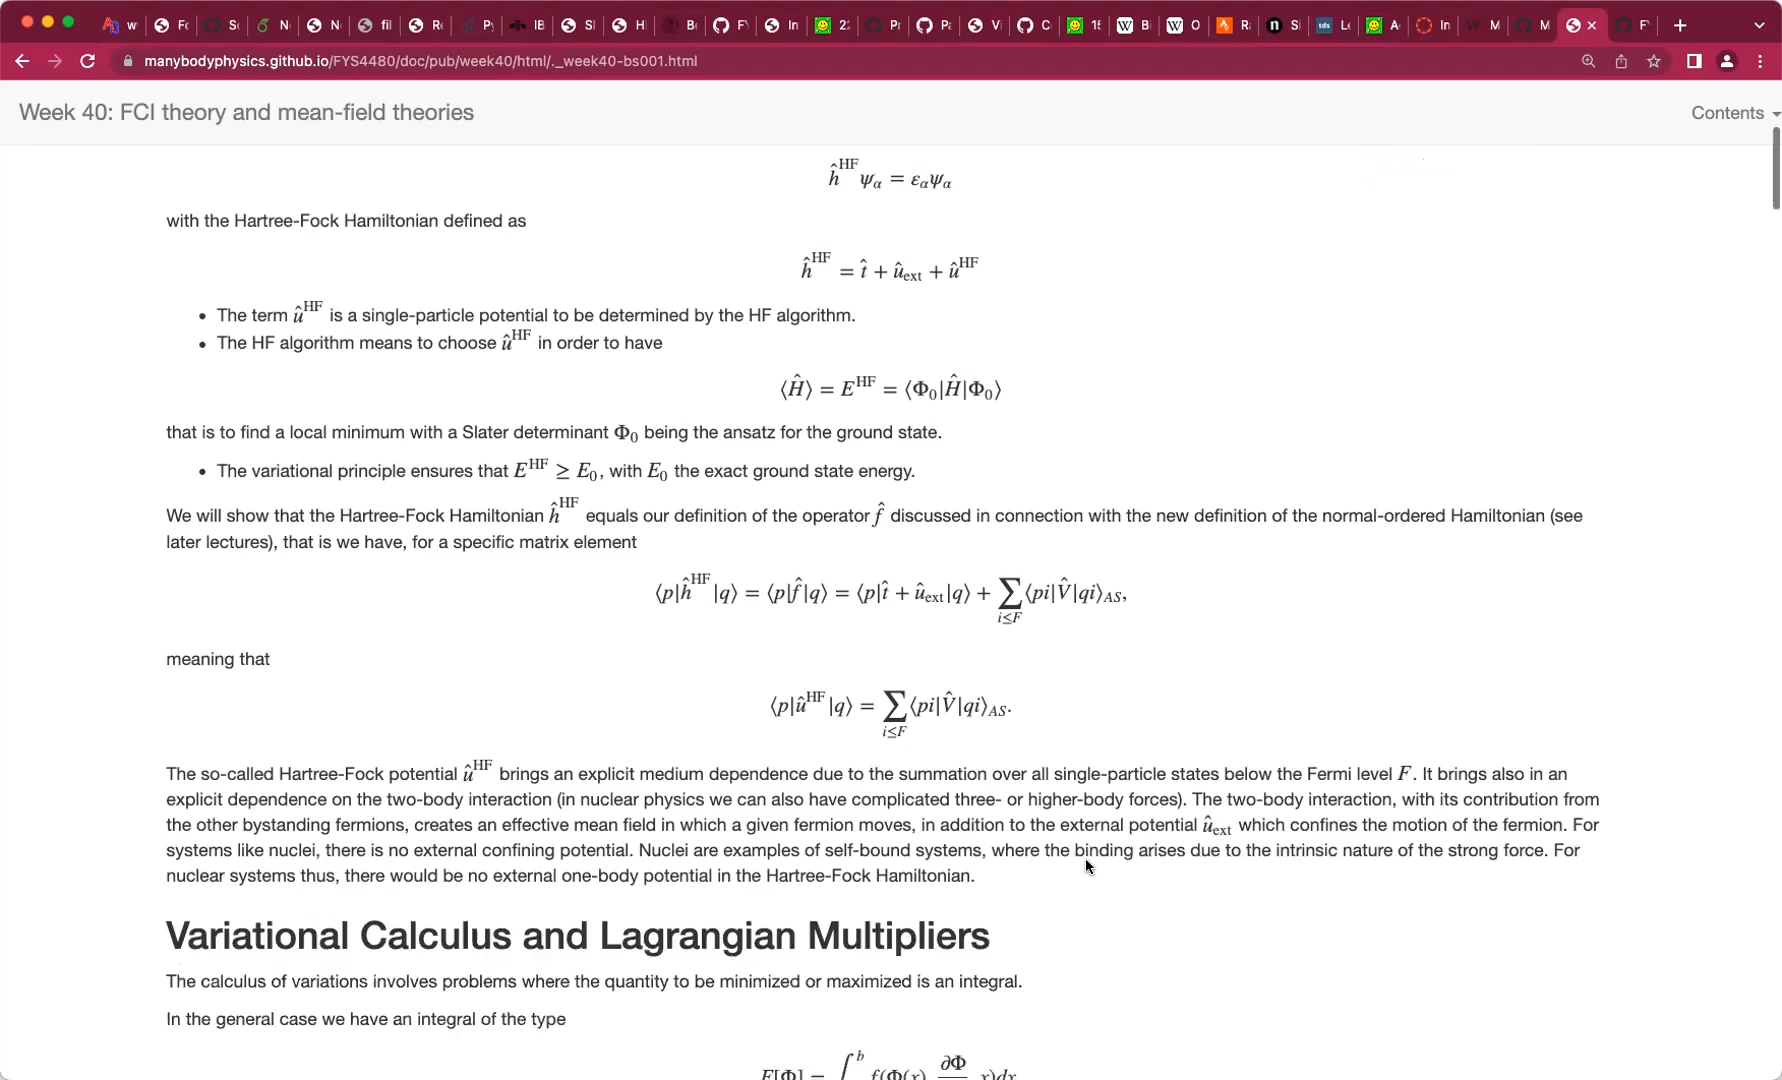 manybodyphysics.github.io/FYS4480/doc/pub/week40/html/._week40-bs001.html
Week 40: FCI theory and mean-field theories
Contents
ĥ^HF ψ_α = ε_α ψ_α
with the Hartree-Fock Hamiltonian defined as
ĥ^HF = t̂ + û_ext + û^HF
• The term û^HF is a single-particle potential to be determined by the HF algorithm.
• The HF algorithm means to choose û^HF in order to have
⟨Ĥ⟩ = E^HF = ⟨Φ_0|Ĥ|Φ_0⟩
that is to find a local minimum with a Slater determinant Φ_0 being the ansatz for the ground state.
• The variational principle ensures that E^HF ≥ E_0, with E_0 the exact ground state energy.
We will show that the Hartree-Fock Hamiltonian ĥ^HF equals our definition of the operator f̂ discussed in connection with the new definition of the normal-ordered Hamiltonian (see
later lectures), that is we have, for a specific matrix element
⟨p|ĥ^HF|q⟩ = ⟨p|f̂|q⟩ = ⟨p|t̂ + û_ext|q⟩ + ∑_{i≤F} ⟨pi|V̂|qi⟩_AS,
meaning that
⟨p|û^HF|q⟩ = ∑_{i≤F} ⟨pi|V̂|qi⟩_AS.
The so-called Hartree-Fock potential û^HF brings an explicit medium dependence due to the summation over all single-particle states below the Fermi level F. It brings also in an
explicit dependence on the two-body interaction (in nuclear physics we can also have complicated three- or higher-body forces). The two-body interaction, with its contribution from
the other bystanding fermions, creates an effective mean field in which a given fermion moves, in addition to the external potential û_ext which confines the motion of the fermion. For
systems like nuclei, there is no external confining potential. Nuclei are examples of self-bound systems, where the binding arises due to the intrinsic nature of the strong force. For
nuclear systems thus, there would be no external one-body potential in the Hartree-Fock Hamiltonian.
Variational Calculus and Lagrangian Multipliers
The calculus of variations involves problems where the quantity to be minimized or maximized is an integral.
In the general case we have an integral of the type